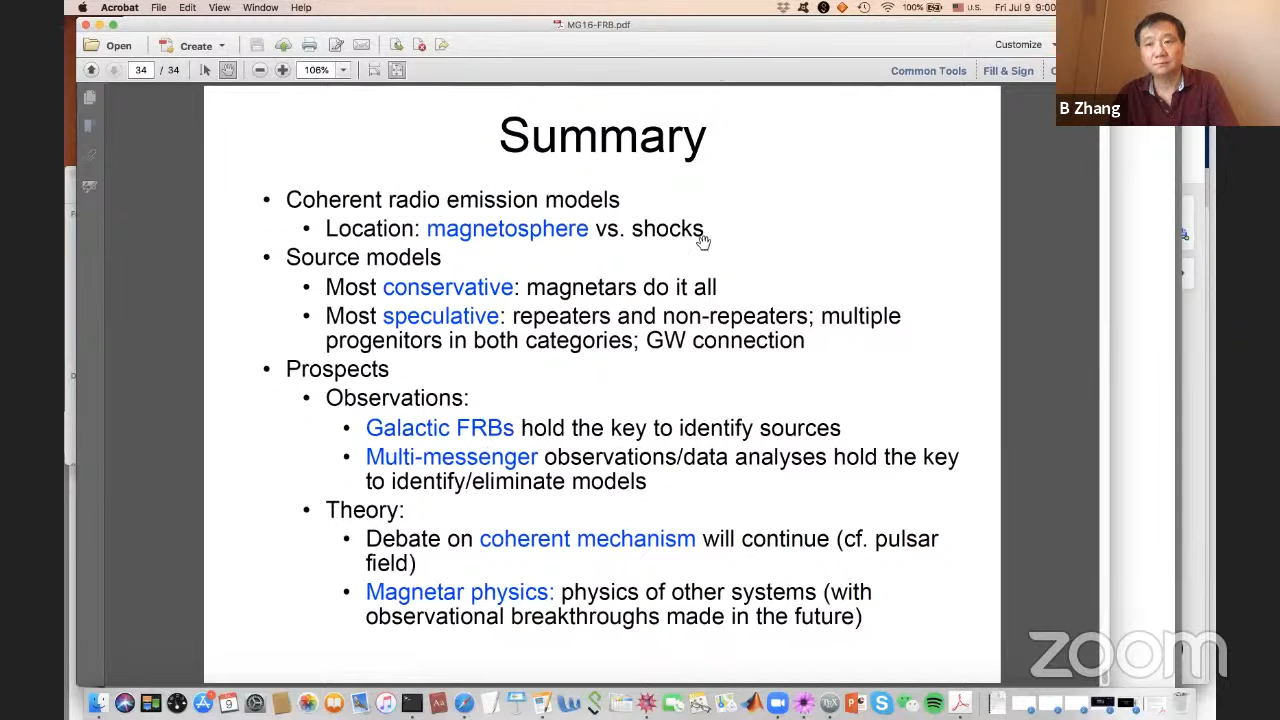 Acrobat File Edit View Window Help
100% U.S. Fri Jul 9 9:00
MG16-FRB.pdf
Open Create Customize
34 / 34 106% Common Tools Fill & Sign
B Zhang
Summary
• Coherent radio emission models
• Location: magnetosphere vs. shocks
• Source models
• Most conservative: magnetars do it all
• Most speculative: repeaters and non-repeaters; multiple
progenitors in both categories; GW connection
• Prospects
• Observations:
• Galactic FRBs hold the key to identify sources
• Multi-messenger observations/data analyses hold the key
to identify/eliminate models
• Theory:
• Debate on coherent mechanism will continue (cf. pulsar
field)
• Magnetar physics: physics of other systems (with
observational breakthroughs made in the future)
zoom